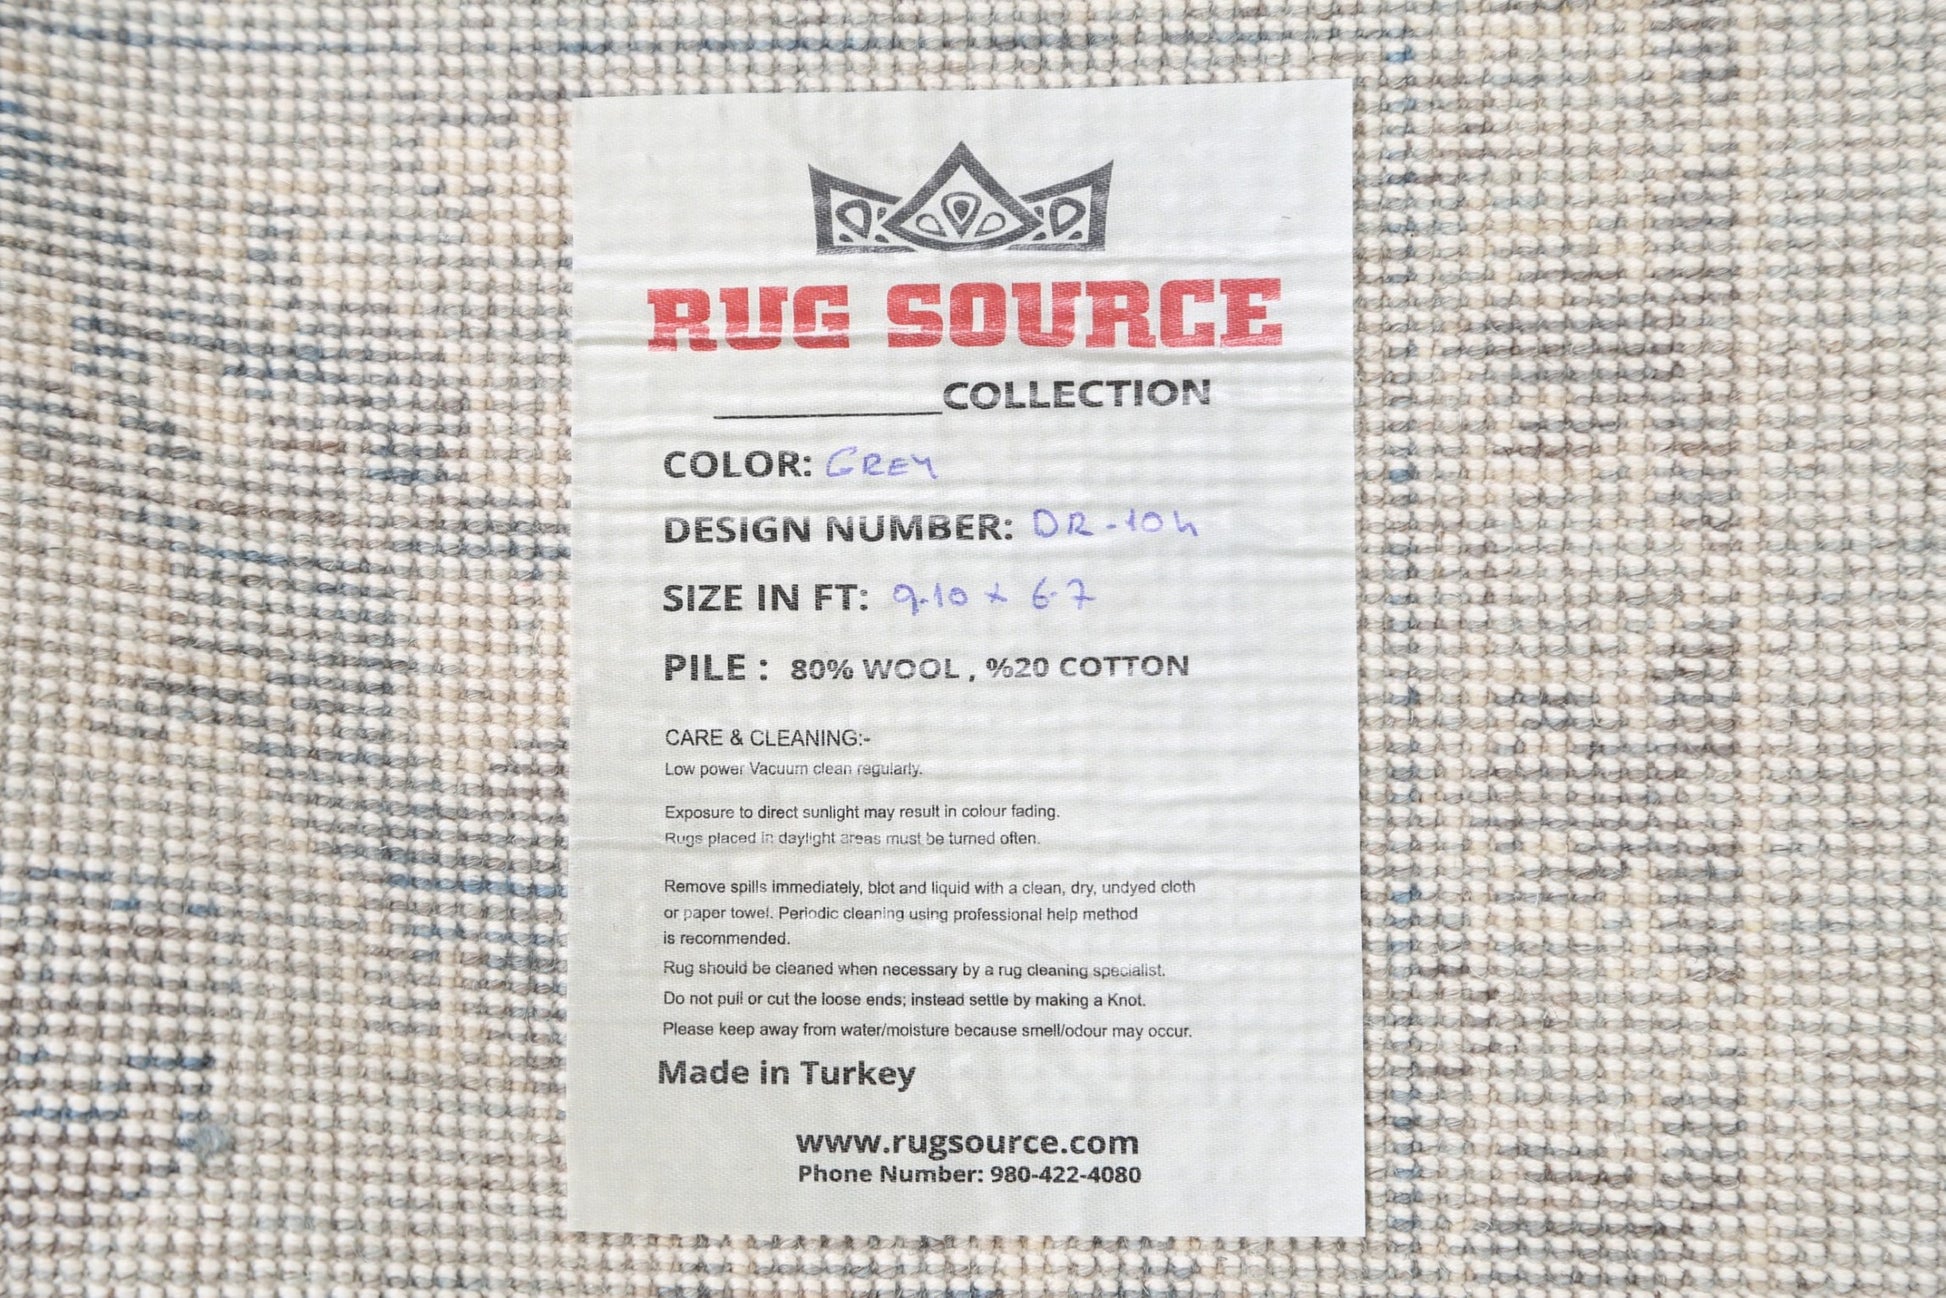 RUG SOURCE
____________COLLECTION
COLOR: GREY
DESIGN NUMBER: DR-104
SIZE IN FT: 9.10 x 6.7
PILE : 80% WOOL , %20 COTTON
CARE & CLEANING:-
Low power Vacuum clean regularly.
Exposure to direct sunlight may result in colour fading.
Rugs placed in daylight areas must be turned often.
Remove spills immediately, blot and liquid with a clean, dry, undyed cloth
or paper towel. Periodic cleaning using professional help method
is recommended.
Rug should be cleaned when necessary by a rug cleaning specialist.
Do not pull or cut the loose ends; instead settle by making a Knot.
Please keep away from water/moisture because smell/odour may occur.
Made in Turkey
www.rugsource.com
Phone Number: 980-422-4080